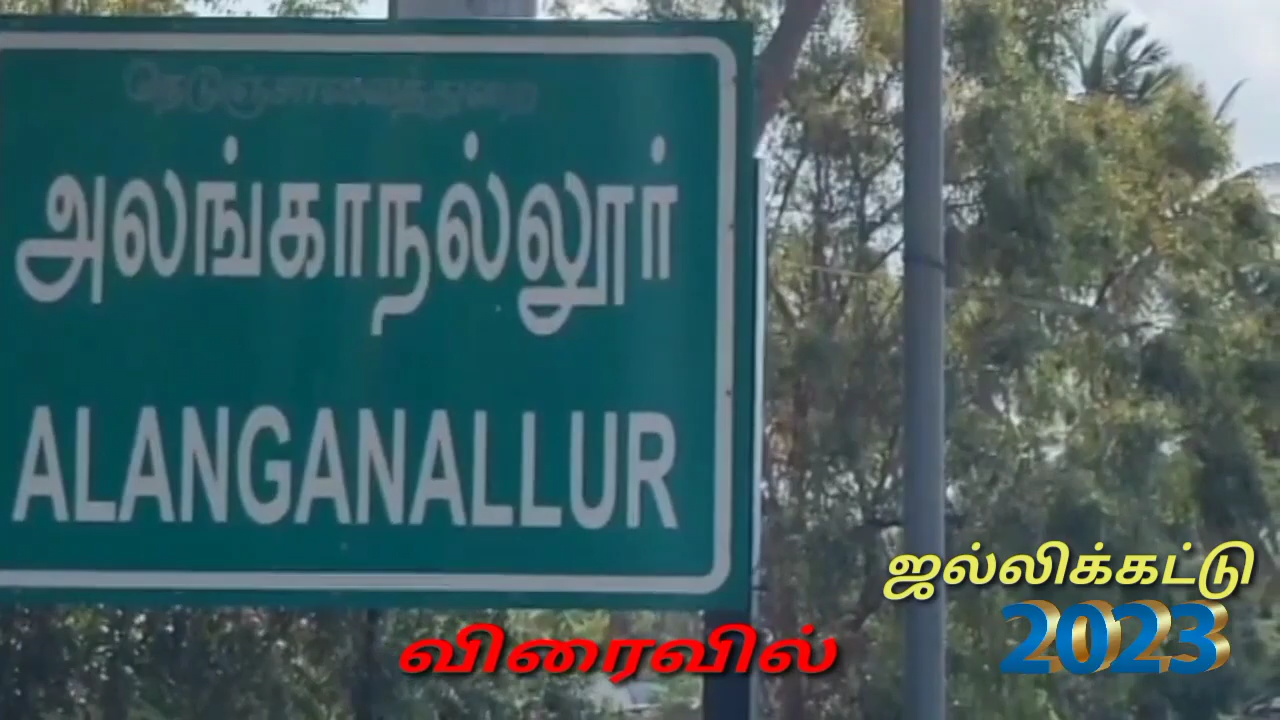 நெடுஞ்சாலைத்துறை
அலங்காநல்லூர்
ALANGANALLUR
ஜல்லிக்கட்டு
2023
விரைவில்